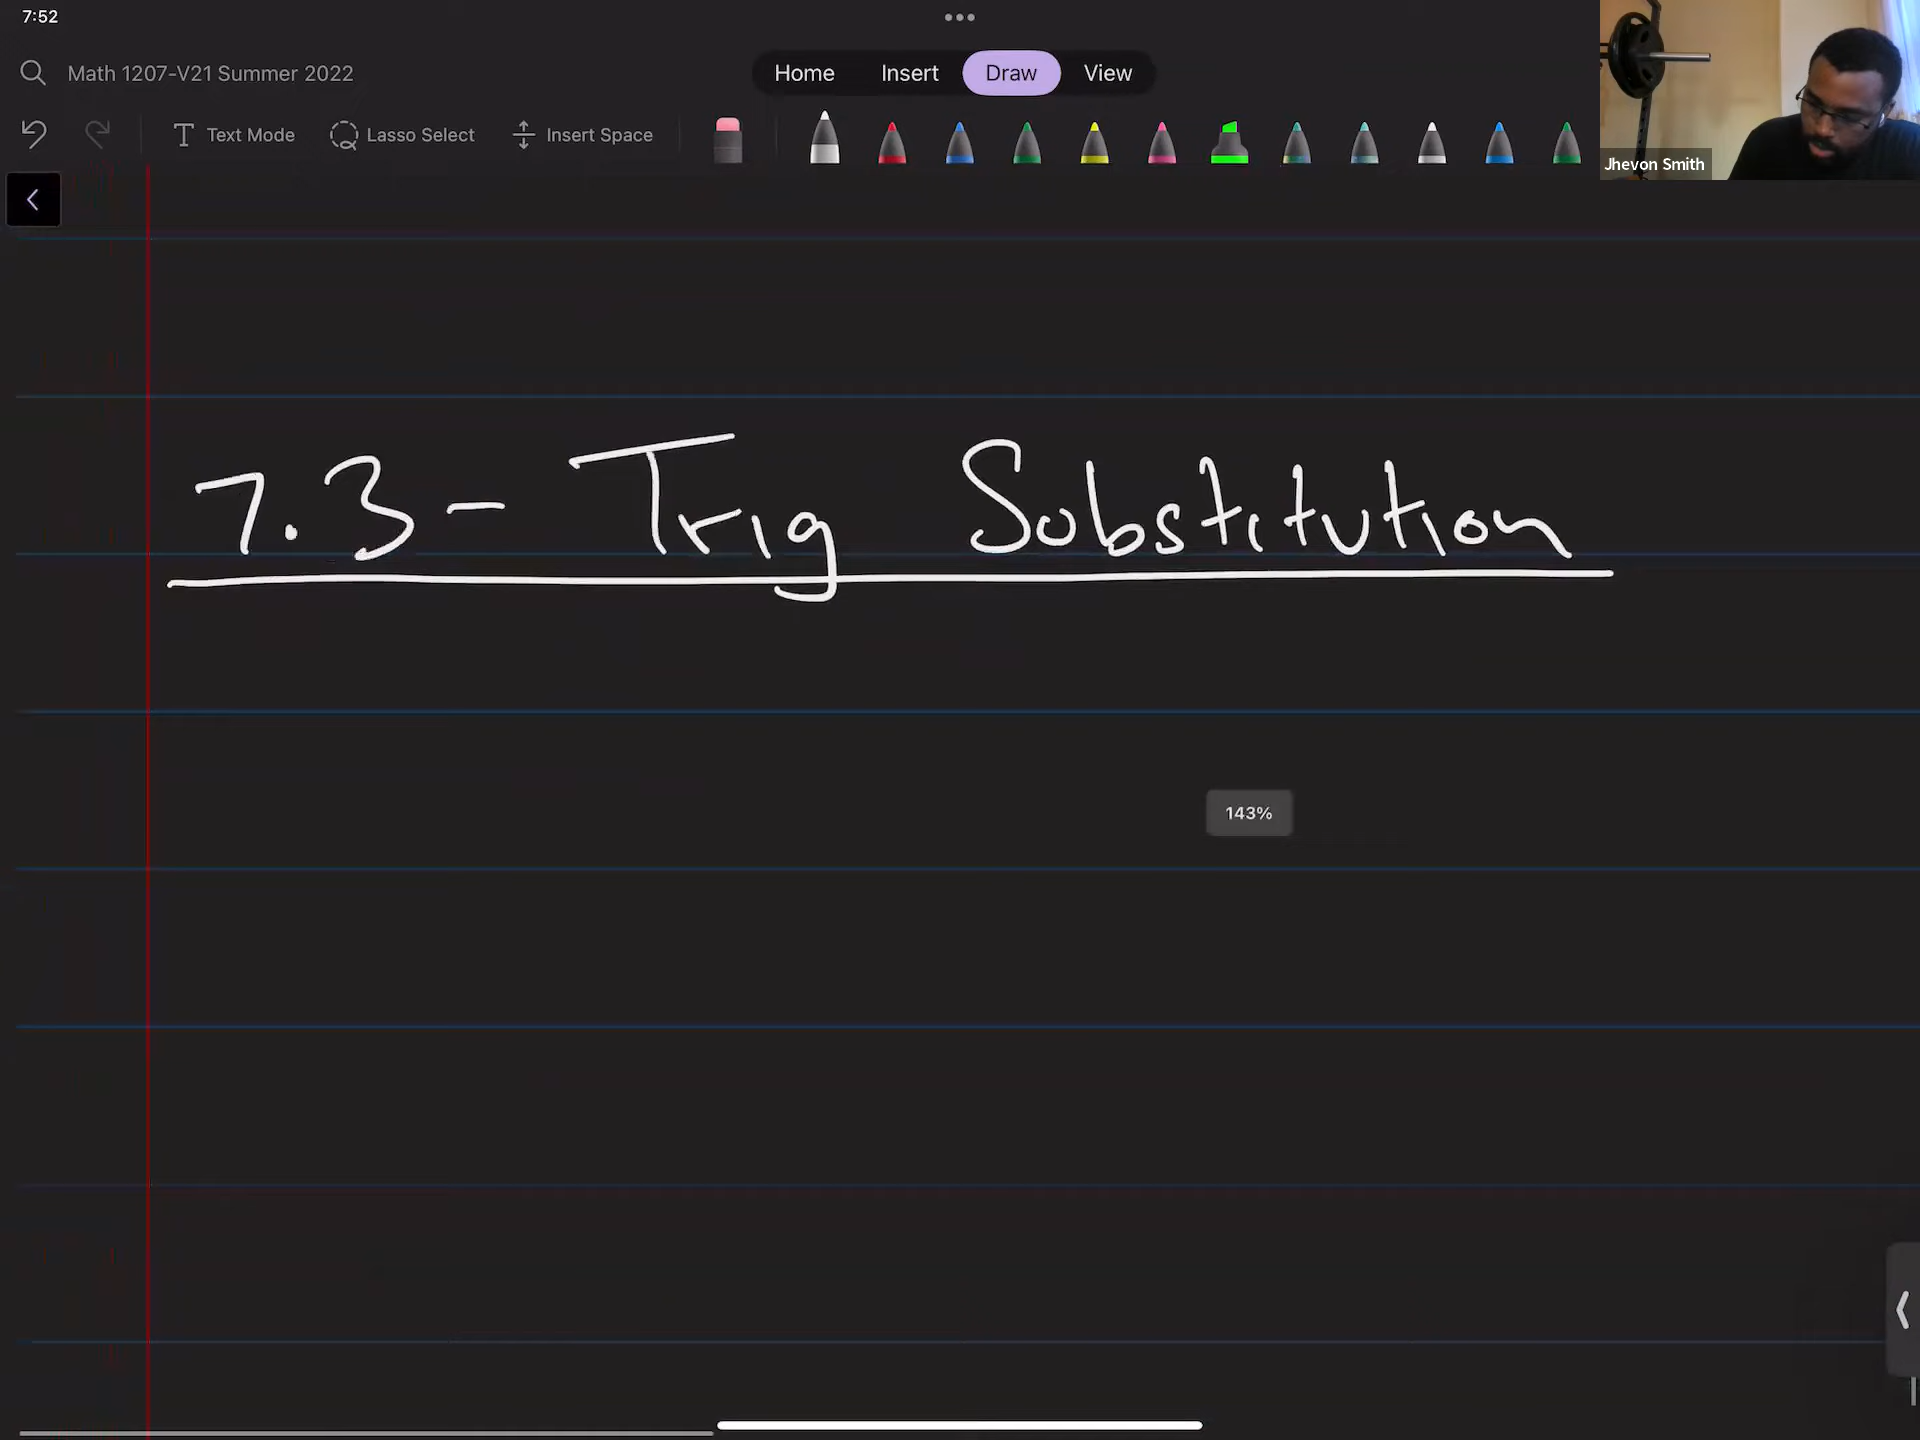 7:52
Math 1207-V21 Summer 2022
Home Insert Draw View
Text Mode Lasso Select Insert Space
Jhevon Smith
7.3- Trig Substitution
143%